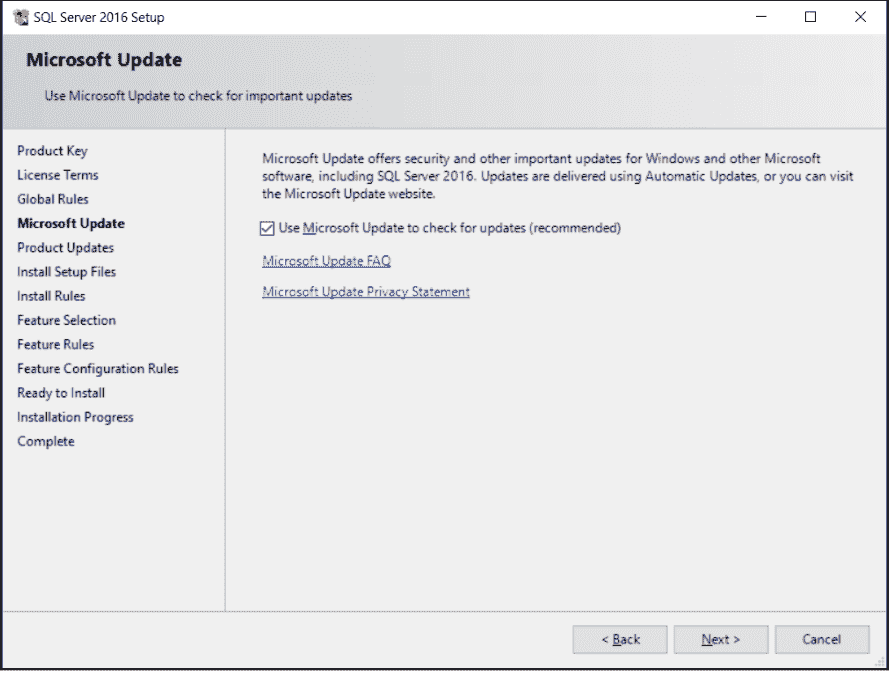 SQL Server 2016 Setup
Microsoft Update
Use Microsoft Update to check for important updates
Product Key
License Terms
Global Rules
Microsoft Update
Product Updates
Install Setup Files
Install Rules
Feature Selection
Feature Rules
Feature Configuration Rules
Ready to Install
Installation Progress
Complete
Microsoft Update offers security and other important updates for Windows and other Microsoft
software, including SQL Server 2016. Updates are delivered using Automatic Updates, or you can visit
the Microsoft Update website.
Use Microsoft Update to check for updates (recommended)
Microsoft Update FAQ
Microsoft Update Privacy Statement
< Back
Next >
Cancel